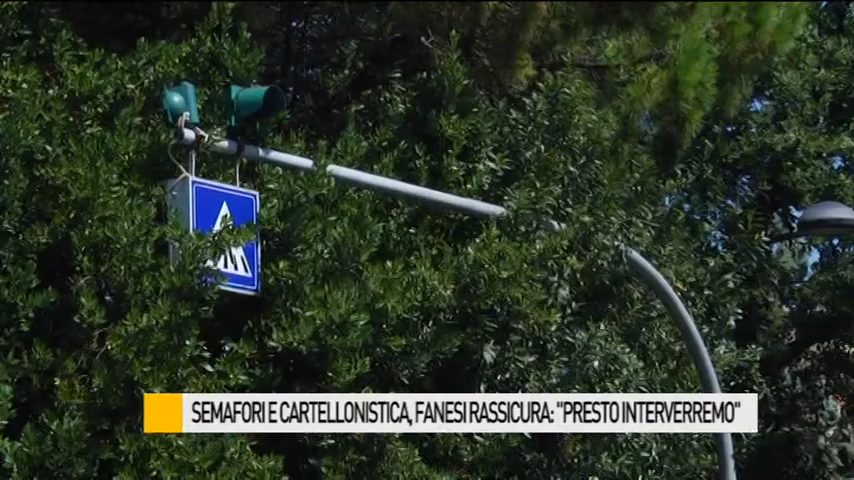 SEMAFORI E CARTELLONISTICA, FANESI RASSICURA: "PRESTO INTERVERREMO"